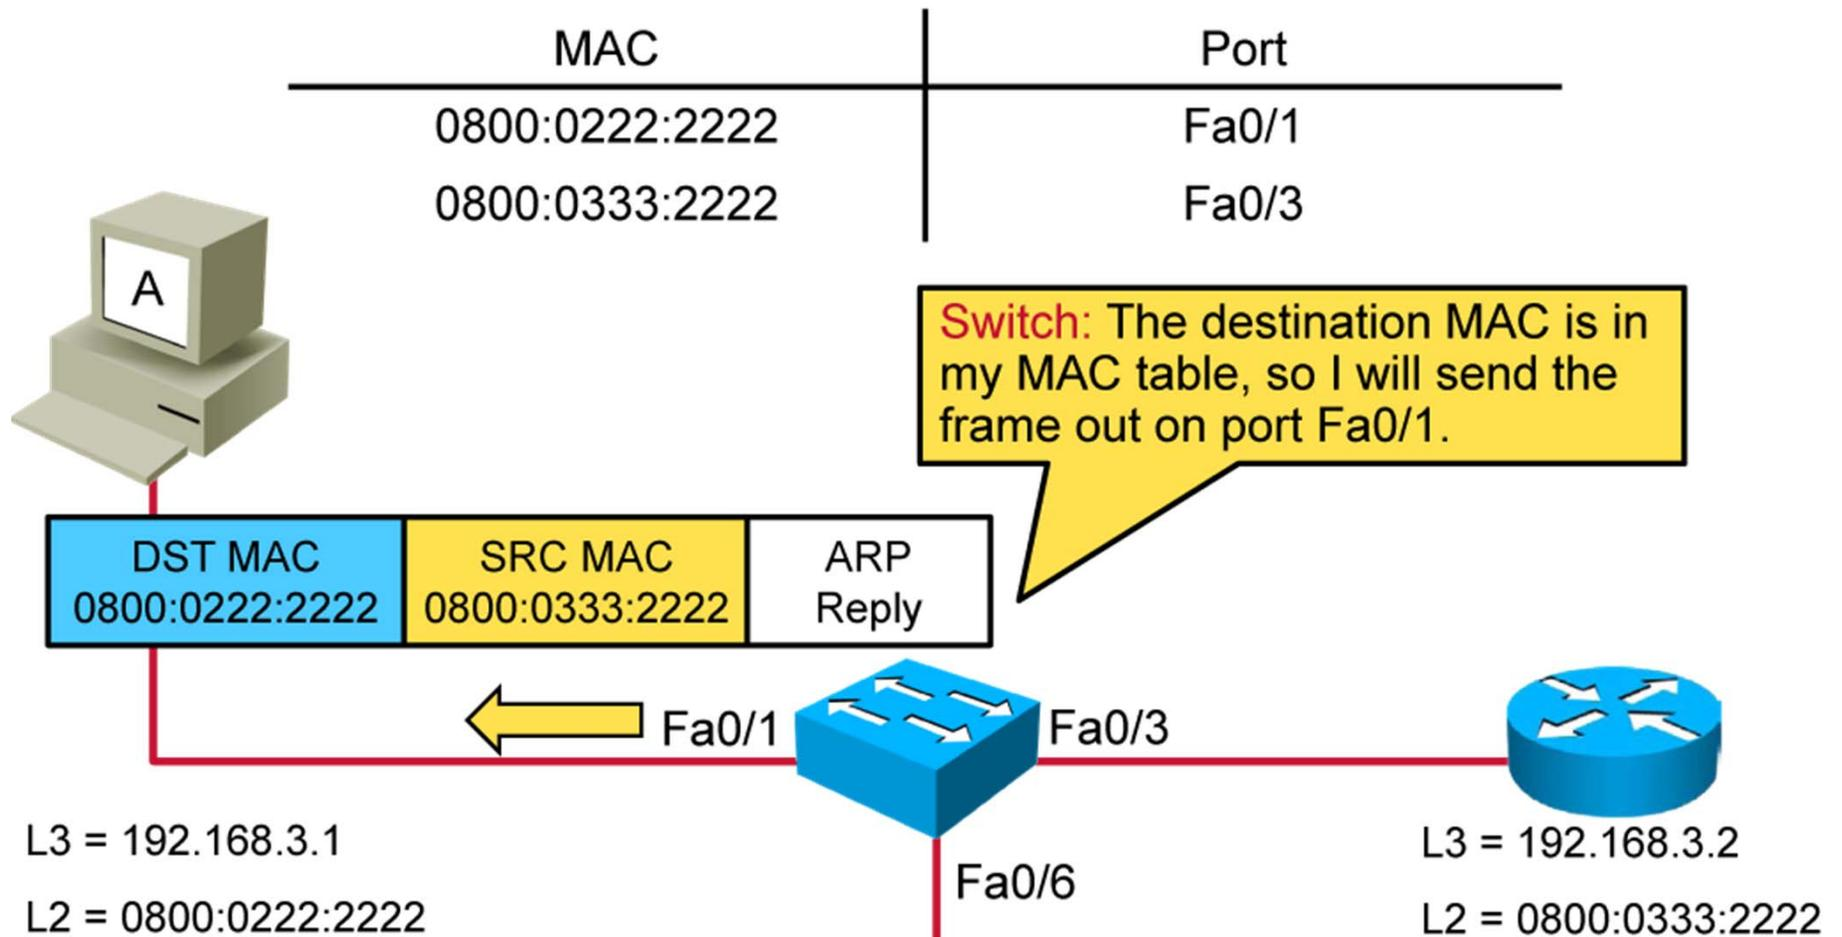 MAC Port
0800:0222:2222 Fa0/1
0800:0333:2222 Fa0/3
A
Switch: The destination MAC is in
my MAC table, so I will send the
frame out on port Fa0/1.
DST MAC SRC MAC ARP
0800:0222:2222 0800:0333:2222 Reply
Fa0/1 Fa0/3
L3 = 192.168.3.1 L3 = 192.168.3.2
Fa0/6
L2 = 0800:0222:2222 L2 = 0800:0333:2222